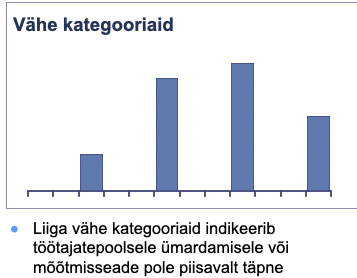 Vähe kategooriaid
Liiga vähe kategooriaid indikeerib
töötajatepoolsele ümardamisele või
mõõtmisseade pole piisavalt täpne